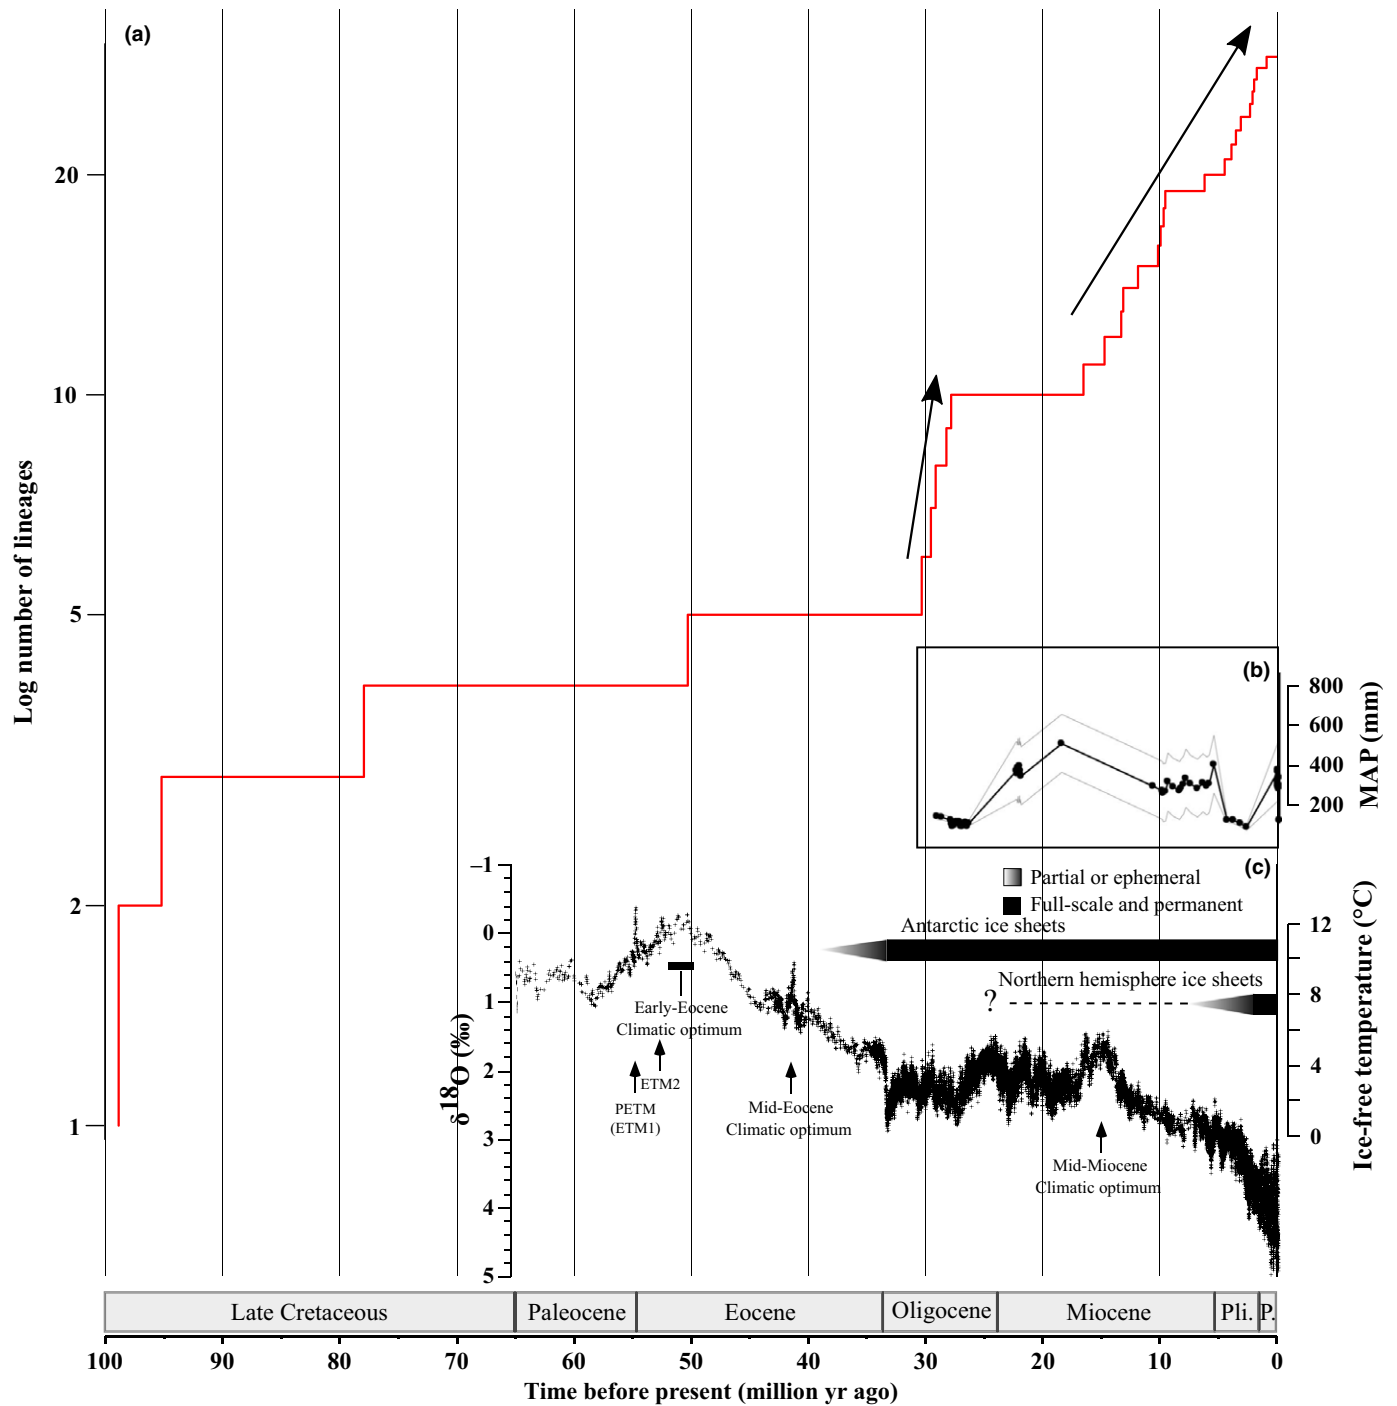 (a)
20
10
5
2
1
Log number of lineages
(b)
800
600
400
200
MAP (mm)
(c)
Partial or ephemeral
Full-scale and permanent
Antarctic ice sheets
Northern hemisphere ice sheets
?
–1
0
1
2
3
4
5
δ18O (‰)
Early-Eocene
Climatic optimum
ETM2
PETM
(ETM1)
Mid-Eocene
Climatic optimum
Mid-Miocene
Climatic optimum
12
8
4
0
Ice-free temperature (°C)
Late Cretaceous Paleocene Eocene Oligocene Miocene Pli. P.
100 90 80 70 60 50 40 30 20 10 0
Time before present (million yr ago)